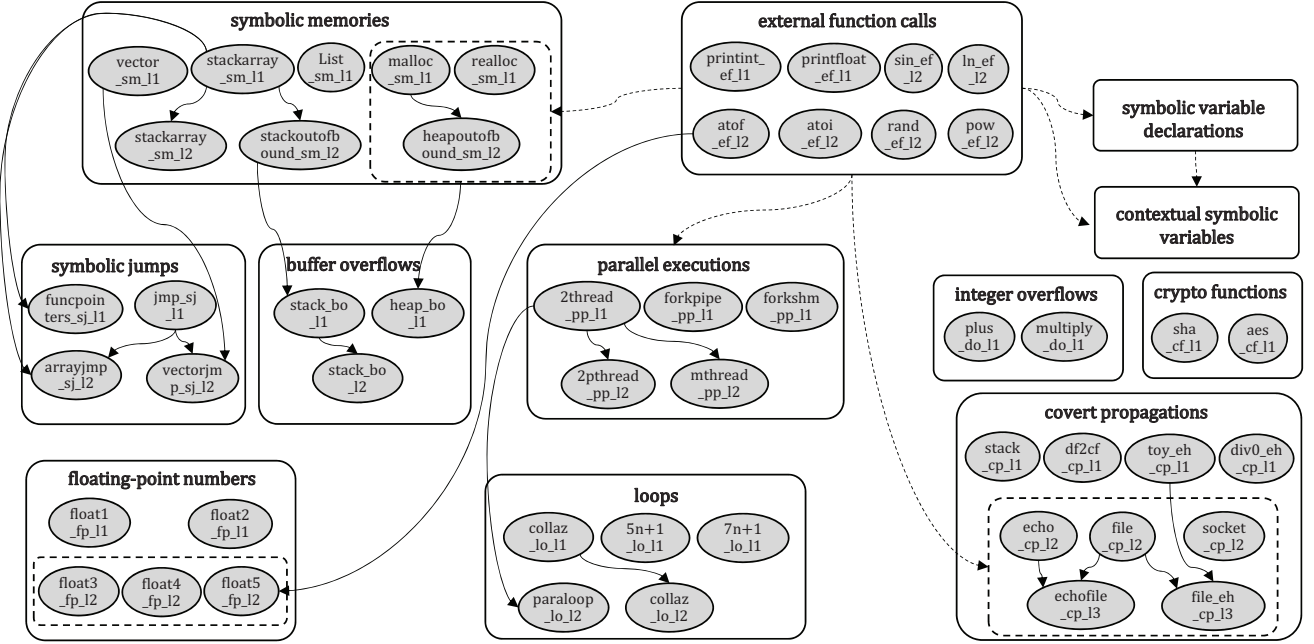 symbolic memories
vector
_sm_l1
stackarray
_sm_l1
List
_sm_l1
malloc
_sm_l1
realloc
_sm_l1
stackarray
_sm_l2
stackoutofb
ound_sm_l2
heapoutofb
ound_sm_l2
external function calls
printint_
ef_l1
printfloat
_ef_l1
sin_ef
_l2
ln_ef
_l2
atof
_ef_l2
atoi
_ef_l2
rand
_ef_l2
pow
_ef_l2
symbolic variable
declarations
contextual symbolic
variables
symbolic jumps
funcpoin
ters_sj_l1
jmp_sj
_l1
arrayjmp
_sj_l2
vectorjm
p_sj_l2
buffer overflows
stack_bo
_l1
heap_bo
_l1
stack_bo
_l2
parallel executions
2thread
_pp_l1
forkpipe
_pp_l1
forkshm
_pp_l1
2pthread
_pp_l2
mthread
_pp_l2
integer overflows
plus
_do_l1
multiply
_do_l1
crypto functions
sha
_cf_l1
aes
_cf_l1
floating-point numbers
float1
_fp_l1
float2
_fp_l1
float3
_fp_l2
float4
_fp_l2
float5
_fp_l2
loops
collaz
_lo_l1
5n+1
_lo_l1
7n+1
_lo_l1
paraloop
_lo_l2
collaz
_lo_l2
covert propagations
stack
_cp_l1
df2cf
_cp_l1
toy_eh
_cp_l1
div0_eh
_cp_l1
echo
_cp_l2
file
_cp_l2
socket
_cp_l2
echofile
_cp_l3
file_eh
_cp_l3